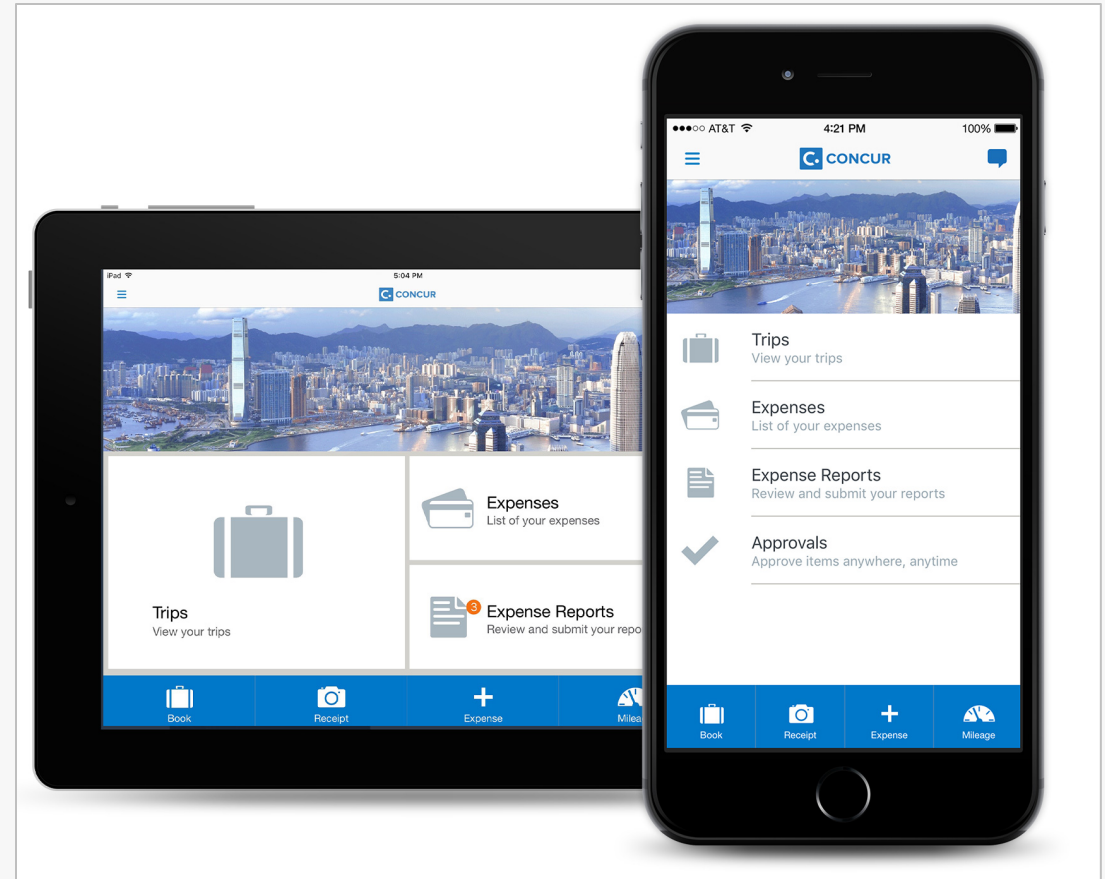 iPad
5:04 PM
C. CONCUR
Trips
View your trips
Expenses
List of your expenses
3
Expense Reports
Review and submit your repo
Book
Receipt
Expense
Milea
AT&T
4:21 PM
100%
C. CONCUR
Trips
View your trips
Expenses
List of your expenses
Expense Reports
Review and submit your reports
Approvals
Approve items anywhere, anytime
Book
Receipt
Expense
Mileage